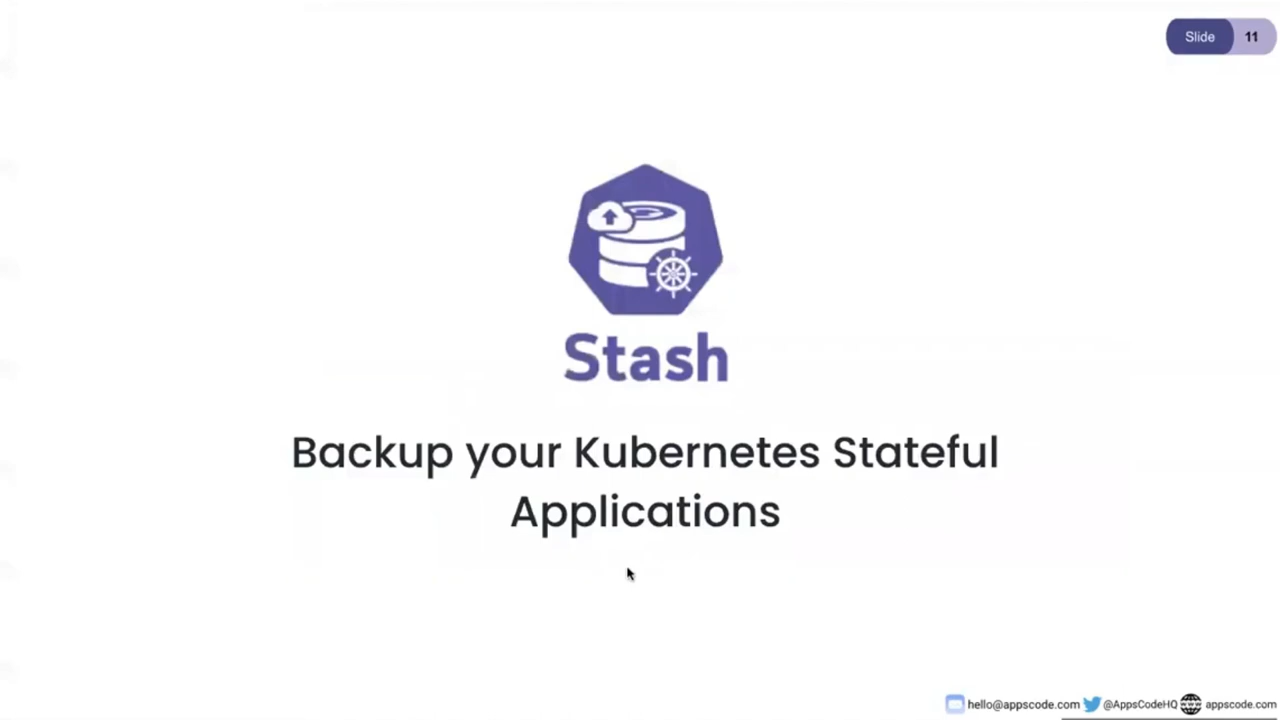 Slide 11
Stash
Backup your Kubernetes Stateful
Applications
hello@appscode.com @AppsCodeHQ appscode.com